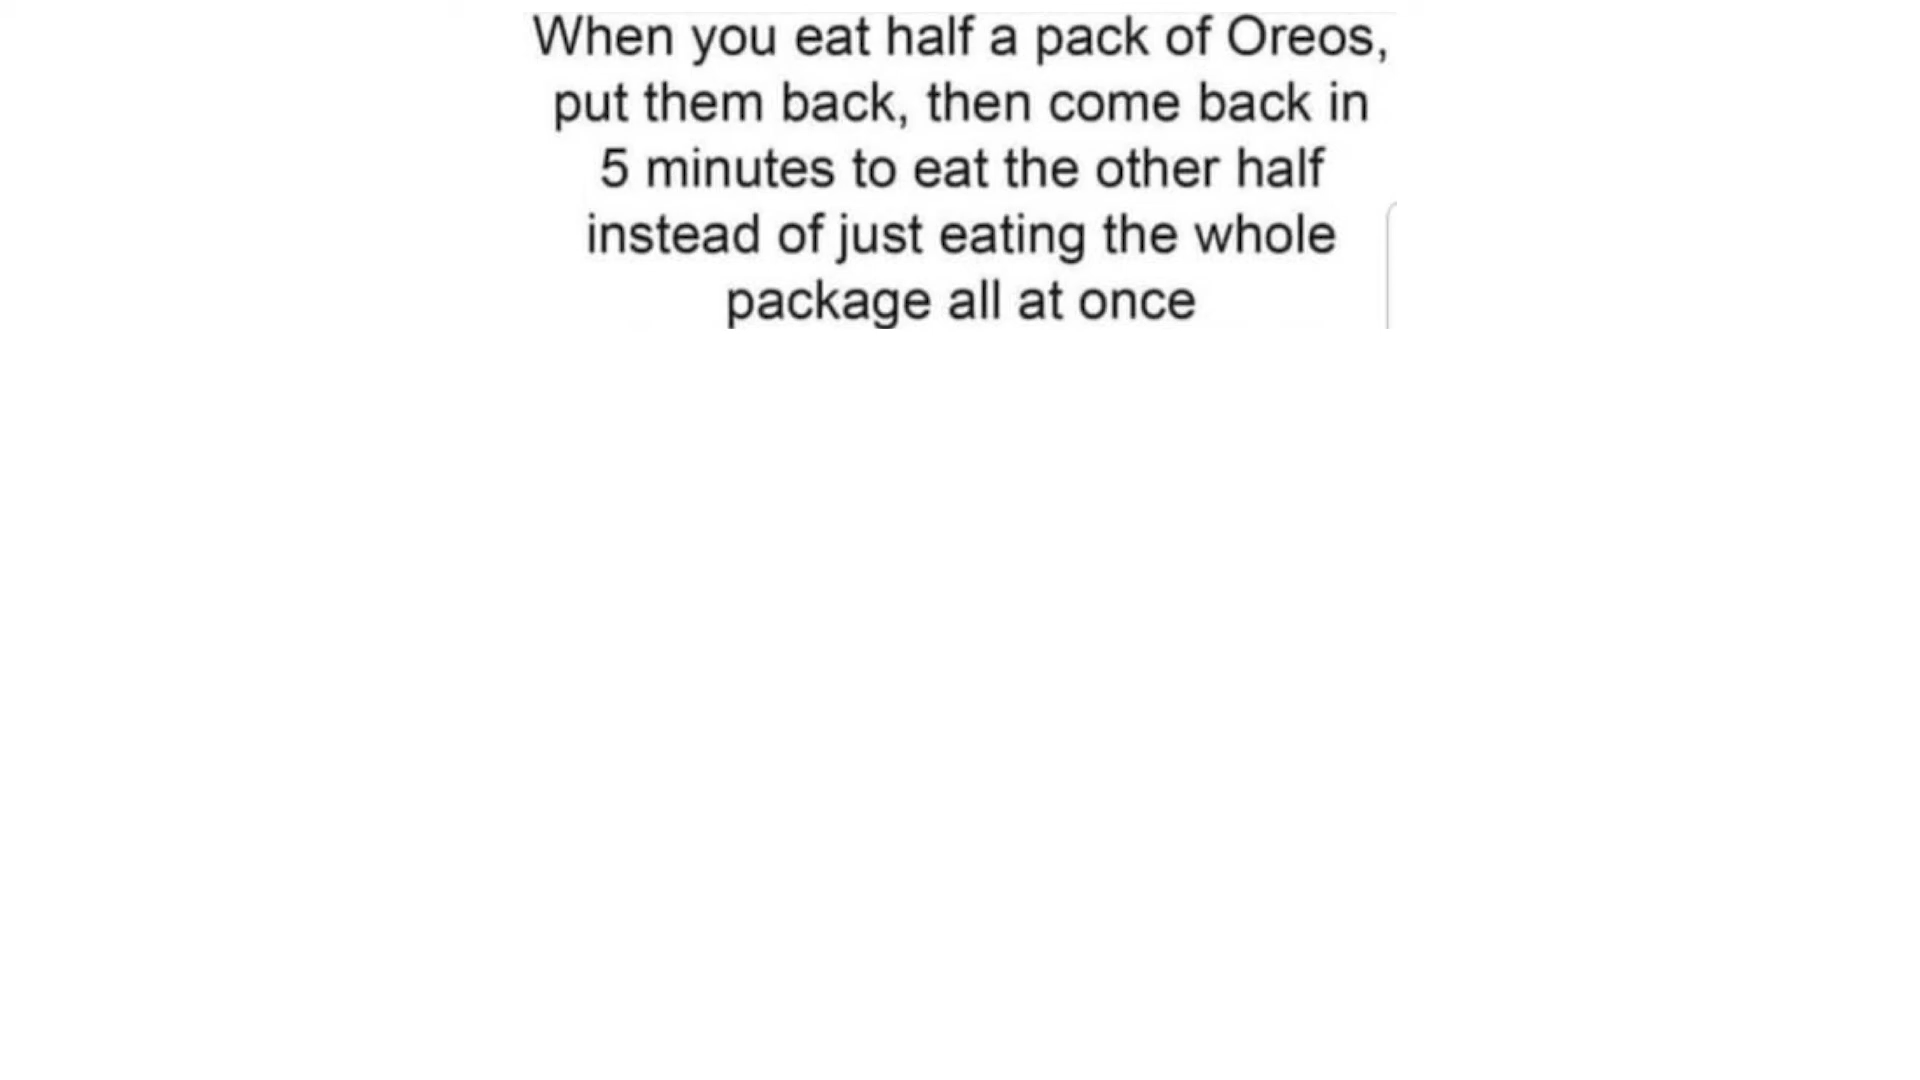 When you eat half a pack of Oreos,
put them back, then come back in
5 minutes to eat the other half
instead of just eating the whole
package all at once